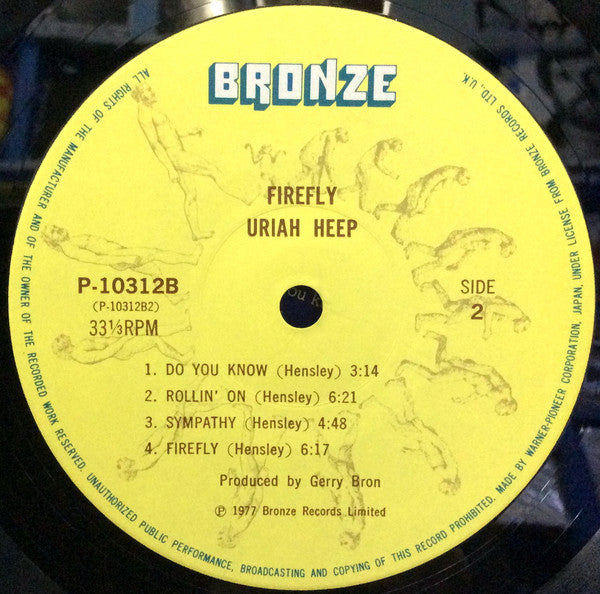 BRONZE
FIREFLY
URIAH HEEP
P-10312B
(P-10312B2)
33⅓RPM
SIDE
2
1. DO YOU KNOW (Hensley) 3:14
2. ROLLIN' ON (Hensley) 6:21
3. SYMPATHY (Hensley) 4:48
4. FIREFLY (Hensley) 6:17
Produced by Gerry Bron
℗ 1977 Bronze Records Limited
ALL RIGHTS OF THE MANUFACTURER AND OF THE OWNER OF THE RECORDED WORK RESERVED. UNAUTHORIZED PUBLIC PERFORMANCE, BROADCASTING AND COPYING OF THIS RECORD PROHIBITED. MADE BY WARNER-PIONEER CORPORATION, JAPAN, UNDER LICENSE FROM BRONZE RECORDS LTD., U.K.